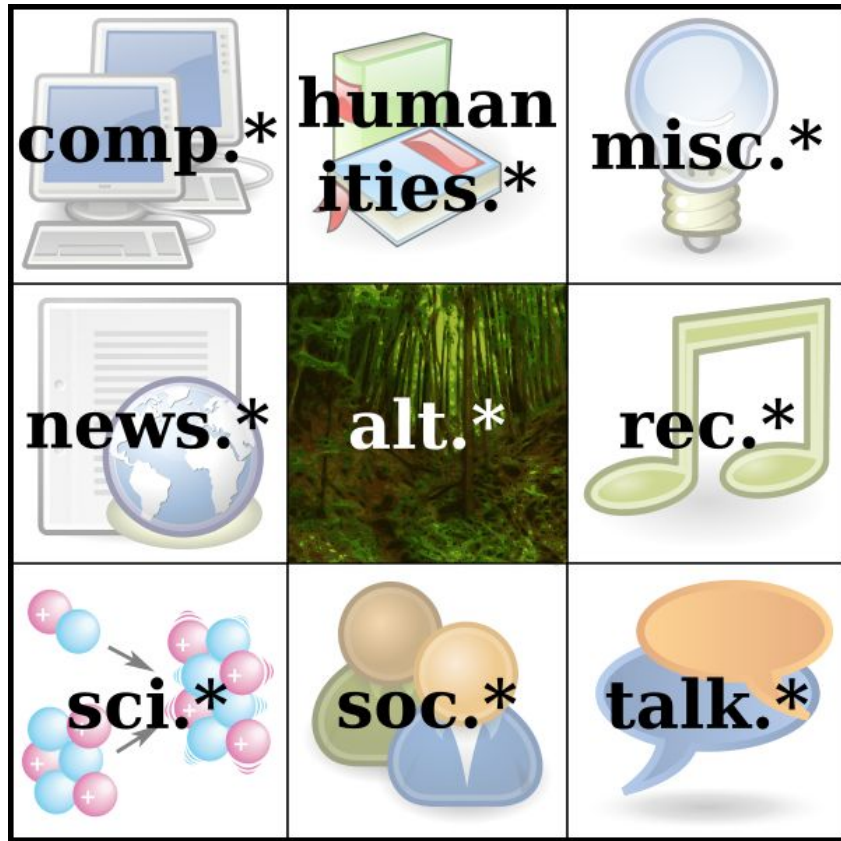 comp.*
human
ities.*
misc.*
news.*
alt.*
rec.*
sci.*
soc.*
talk.*